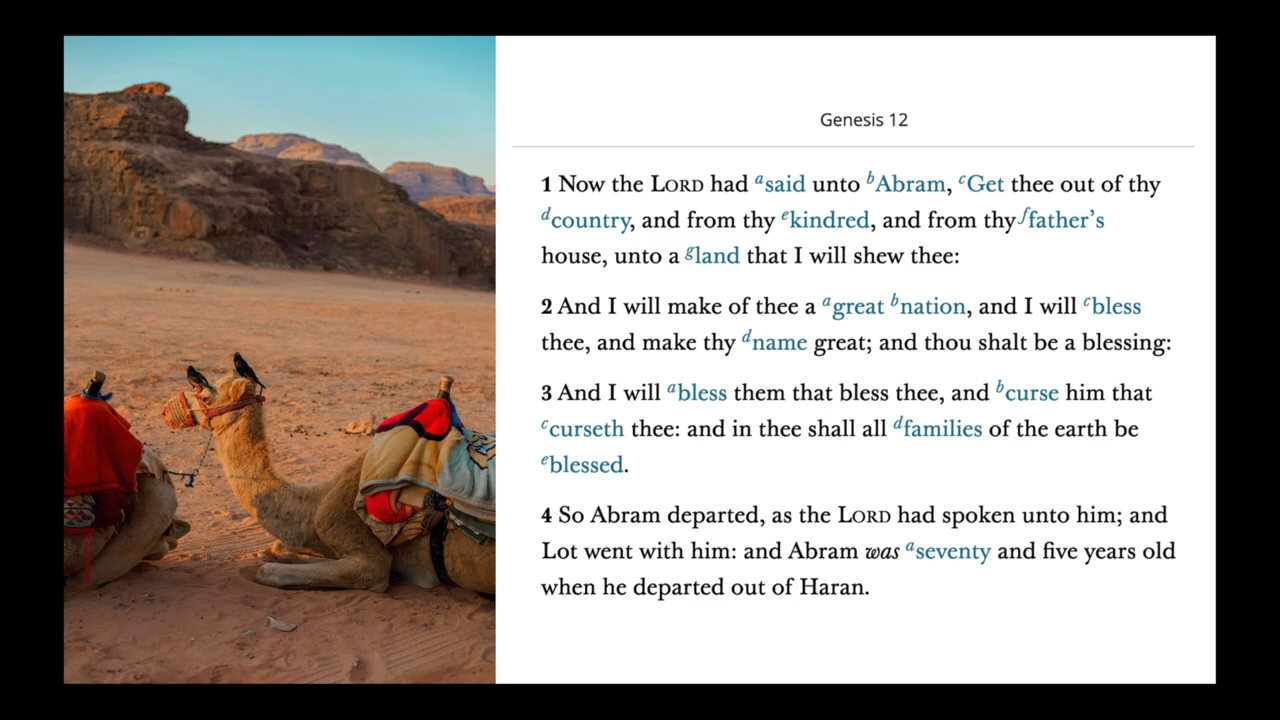 Genesis 12
1 Now the LORD had ᵃsaid unto ᵇAbram, ᶜGet thee out of thy
ᵈcountry, and from thy ᵉkindred, and from thy ᶠfather’s
house, unto a ᵍland that I will shew thee:
2 And I will make of thee a ᵃgreat ᵇnation, and I will ᶜbless
thee, and make thy ᵈname great; and thou shalt be a blessing:
3 And I will ᵃbless them that bless thee, and ᵇcurse him that
ᶜcurseth thee: and in thee shall all ᵈfamilies of the earth be
ᵉblessed.
4 So Abram departed, as the LORD had spoken unto him; and
Lot went with him: and Abram was ᵃseventy and five years old
when he departed out of Haran.